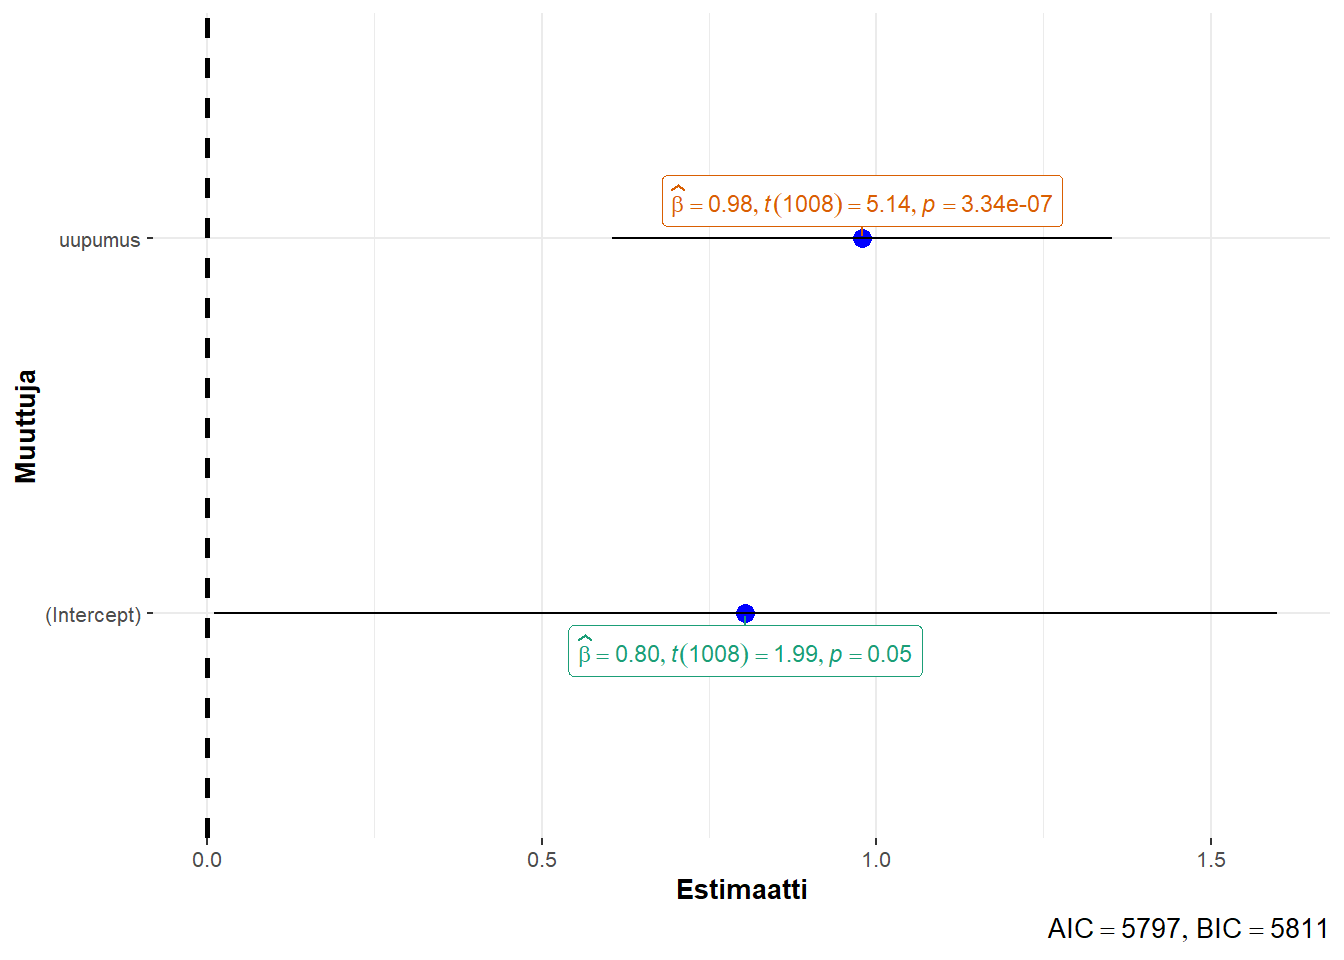 β̂ = 0.98, t(1008) = 5.14, p = 3.34e-07
uupumus
Muuttuja
(Intercept)
β̂ = 0.80, t(1008) = 1.99, p = 0.05
0.0 0.5 1.0 1.5
Estimaatti
AIC = 5797, BIC = 5811